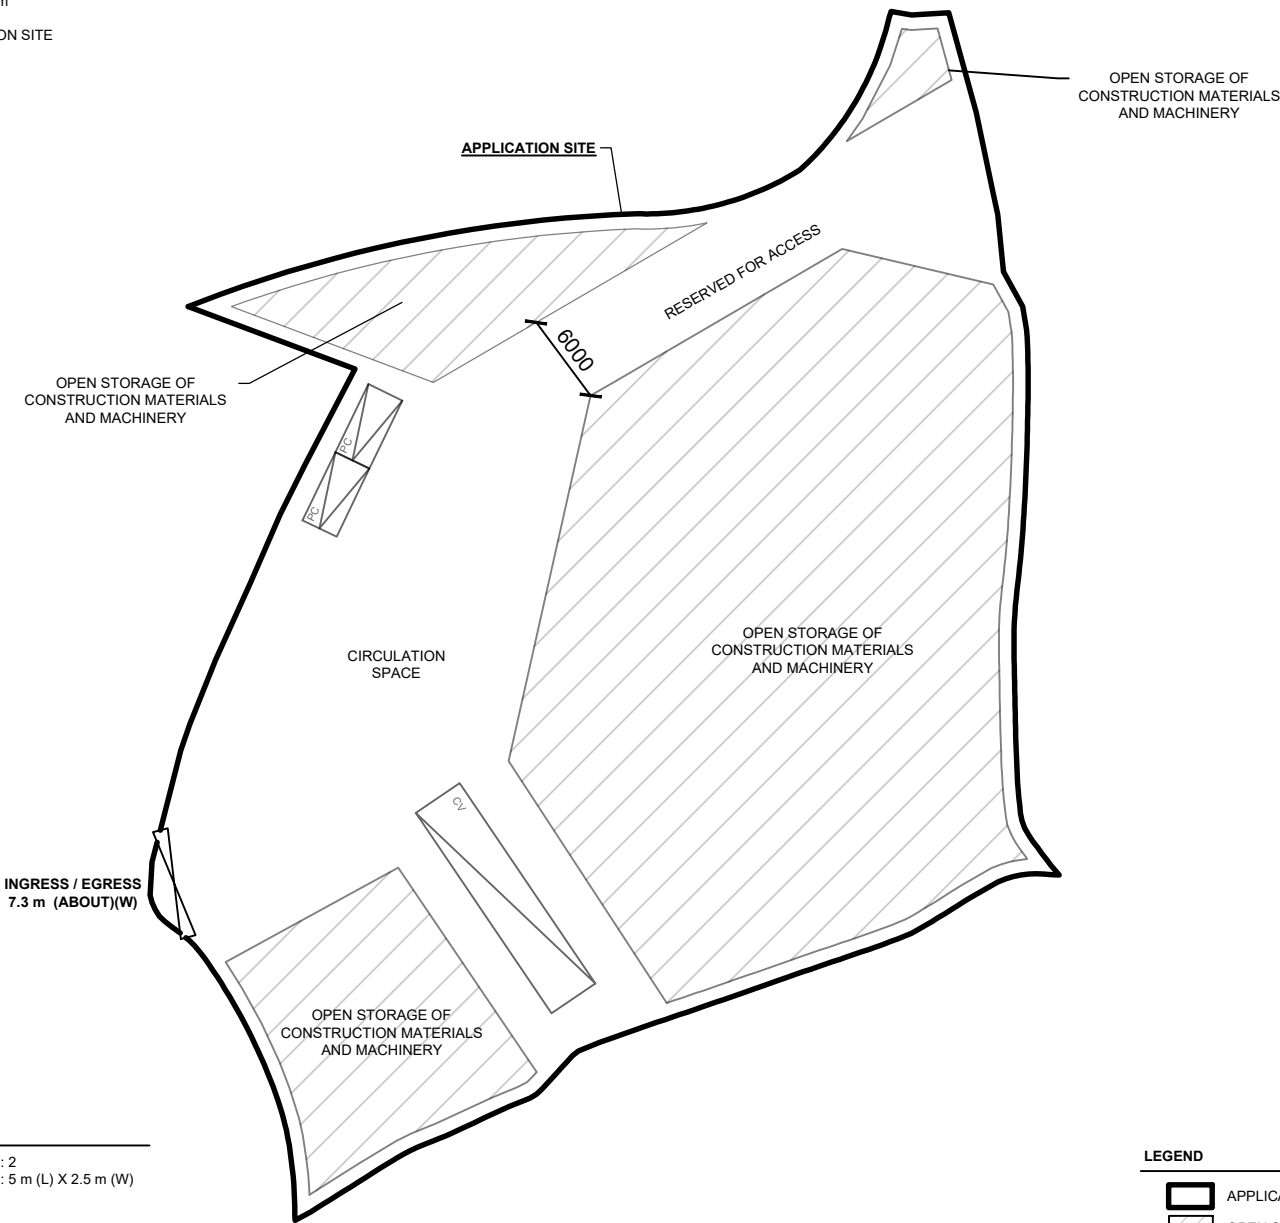 ON SITE
OPEN STORAGE OF
CONSTRUCTION MATERIALS
AND MACHINERY
APPLICATION SITE
RESERVED FOR ACCESS
6000
OPEN STORAGE OF
CONSTRUCTION MATERIALS
AND MACHINERY
PC
PC
OPEN STORAGE OF
CONSTRUCTION MATERIALS
AND MACHINERY
CIRCULATION
SPACE
CV
INGRESS / EGRESS
7.3 m (ABOUT)(W)
OPEN STORAGE OF
CONSTRUCTION MATERIALS
AND MACHINERY
: 2
: 5 m (L) X 2.5 m (W)
LEGEND